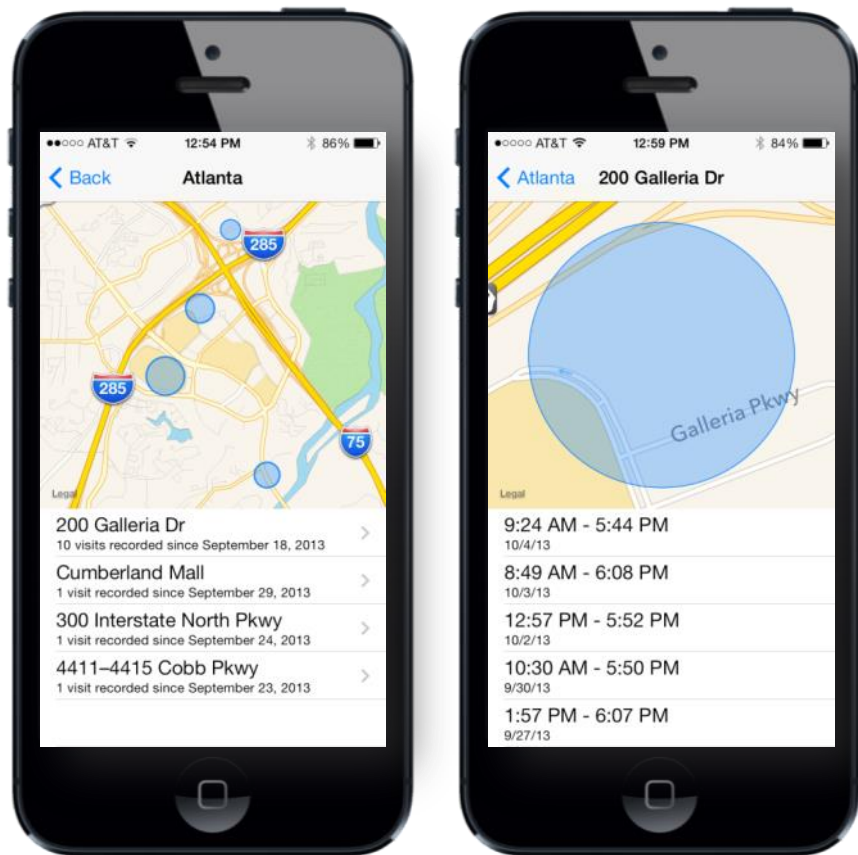 AT&T 12:54 PM 86%
Back Atlanta
285
285
75
Legal
200 Galleria Dr
10 visits recorded since September 18, 2013
Cumberland Mall
1 visit recorded since September 29, 2013
300 Interstate North Pkwy
1 visit recorded since September 24, 2013
4411–4415 Cobb Pkwy
1 visit recorded since September 23, 2013
AT&T 12:59 PM 84%
Atlanta 200 Galleria Dr
Galleria Pkwy
Legal
9:24 AM - 5:44 PM
10/4/13
8:49 AM - 6:08 PM
10/3/13
12:57 PM - 5:52 PM
10/2/13
10:30 AM - 5:50 PM
9/30/13
1:57 PM - 6:07 PM
9/27/13